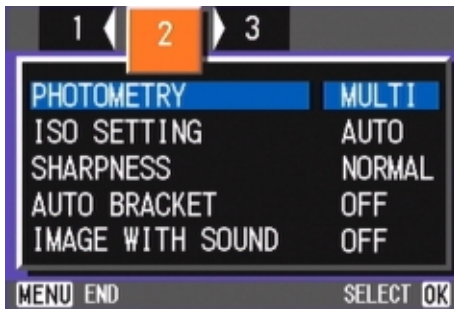 1 2 3
PHOTOMETRY MULTI
ISO SETTING AUTO
SHARPNESS NORMAL
AUTO BRACKET OFF
IMAGE WITH SOUND OFF
MENU END SELECT OK